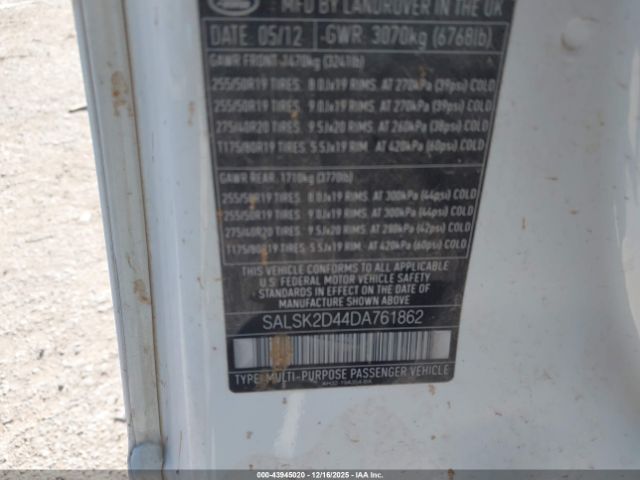 MFD BY LANDROVER IN THE UK
DATE: 05/12 GWR: 3070kg (6768lb)
GAWR FRONT 1470kg (3241lb)
255/50R19 TIRES. 8.0Jx19 RIMS. AT 270kPa (39psi) COLD
255/50R19 TIRES. 9.0Jx19 RIMS. AT 270kPa (39psi) COLD
275/40R20 TIRES. 9.5Jx20 RIMS. AT 260kPa (38psi) COLD
T175/80R19 TIRES. 5.5Jx19 RIM. AT 420kPa (60psi) COLD
GAWR REAR. 1710kg (3770lb)
255/50R19 TIRES. 8.0Jx19 RIMS. AT 300kPa (44psi) COLD
255/50R19 TIRES. 9.0Jx19 RIMS. AT 300kPa (44psi) COLD
275/40R20 TIRES. 9.5Jx20 RIMS. AT 290kPa (42psi) COLD
T175/80R19 TIRES. 5.5Jx19 RIM. AT 420kPa (60psi) COLD
THIS VEHICLE CONFORMS TO ALL APPLICABLE
U.S. FEDERAL MOTOR VEHICLE SAFETY
STANDARDS IN EFFECT ON THE DATE OF
MANUFACTURE SHOWN ABOVE
SALSK2D44DA761862
TYPE: MULTI-PURPOSE PASSENGER VEHICLE
000-43945020 - 12/16/2025 - IAAI.COM